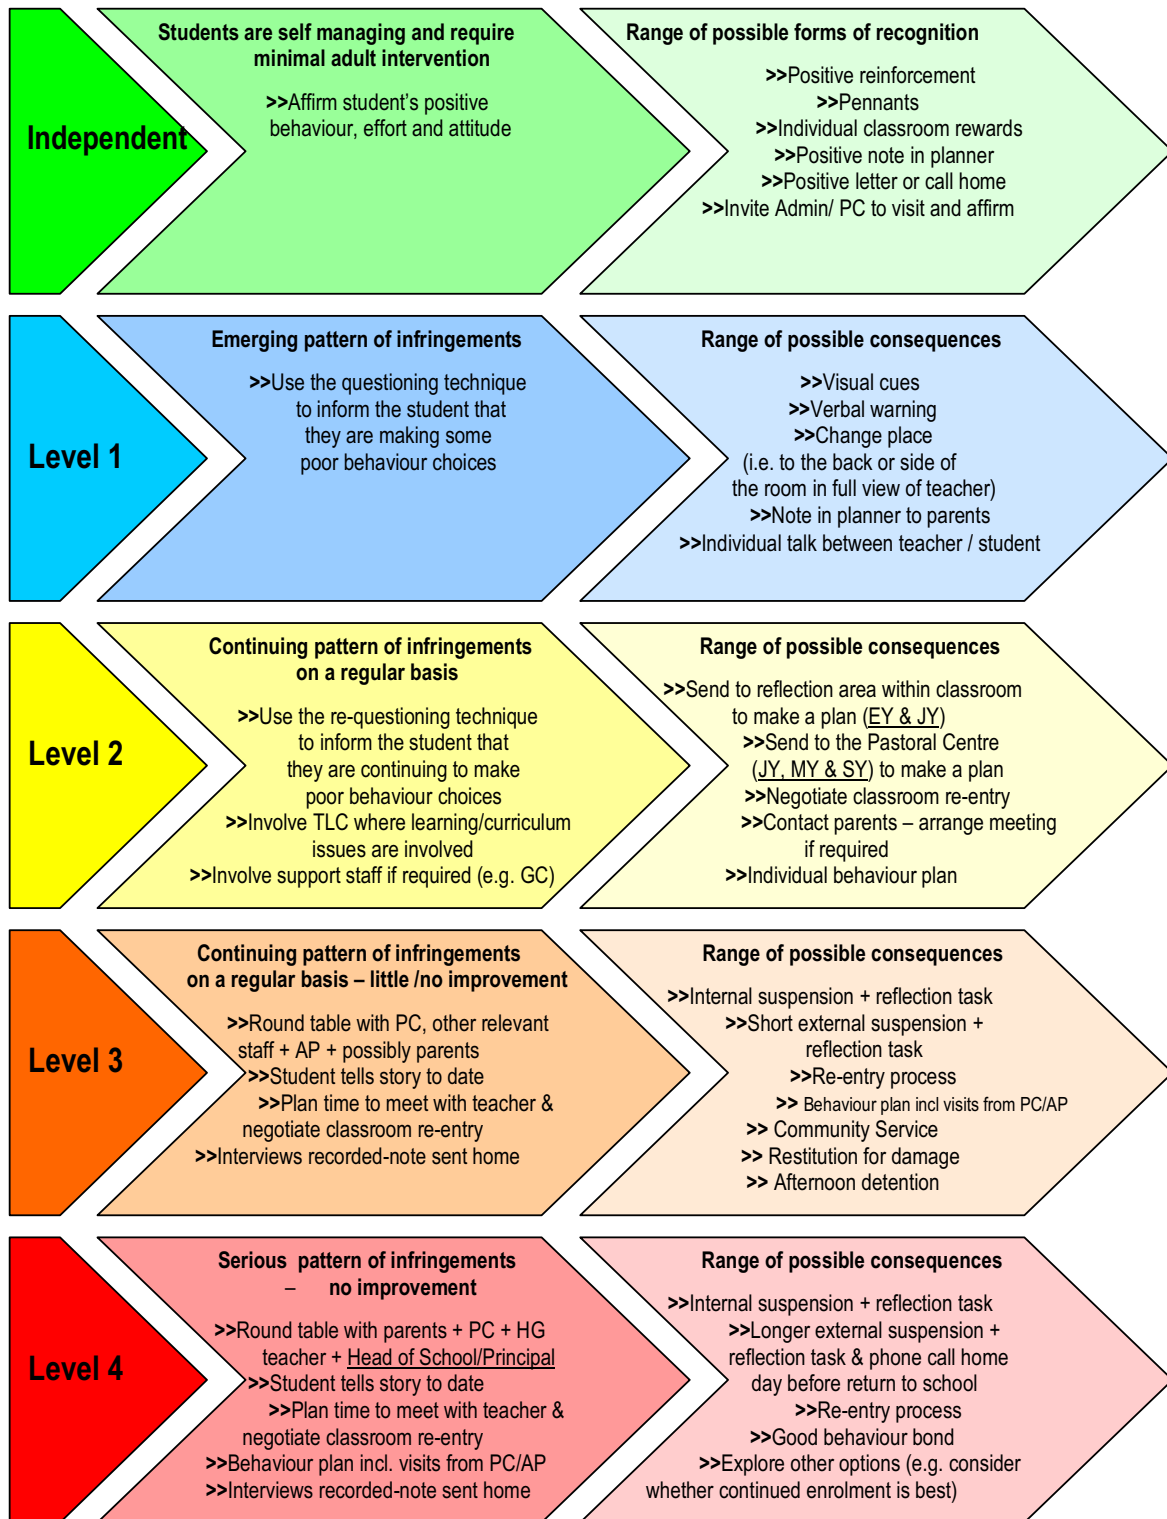 Independent
Students are self managing and require
minimal adult intervention
>>Affirm student's positive
behaviour, effort and attitude
Range of possible forms of recognition
>>Positive reinforcement
>>Pennants
>>Individual classroom rewards
>>Positive note in planner
>>Positive letter or call home
>>Invite Admin/ PC to visit and affirm
Level 1
Emerging pattern of infringements
>>Use the questioning technique
to inform the student that
they are making some
poor behaviour choices
Range of possible consequences
>>Visual cues
>>Verbal warning
>>Change place
(i.e. to the back or side of
the room in full view of teacher)
>>Note in planner to parents
>>Individual talk between teacher / student
Level 2
Continuing pattern of infringements
on a regular basis
>>Use the re-questioning technique
to inform the student that
they are continuing to make
poor behaviour choices
>>Involve TLC where learning/curriculum
issues are involved
>>Involve support staff if required (e.g. GC)
Range of possible consequences
>>Send to reflection area within classroom
to make a plan (EY & JY)
>>Send to the Pastoral Centre
(JY, MY & SY) to make a plan
>>Negotiate classroom re-entry
>>Contact parents – arrange meeting
if required
>>Individual behaviour plan
Level 3
Continuing pattern of infringements
on a regular basis – little /no improvement
>>Round table with PC, other relevant
staff + AP + possibly parents
>>Student tells story to date
>>Plan time to meet with teacher &
negotiate classroom re-entry
>>Interviews recorded-note sent home
Range of possible consequences
>>Internal suspension + reflection task
>>Short external suspension +
reflection task
>>Re-entry process
>> Behaviour plan incl visits from PC/AP
>> Community Service
>> Restitution for damage
>> Afternoon detention
Level 4
Serious pattern of infringements
– no improvement
>>Round table with parents + PC + HG
teacher + Head of School/Principal
>>Student tells story to date
>>Plan time to meet with teacher &
negotiate classroom re-entry
>>Behaviour plan incl. visits from PC/AP
>>Interviews recorded-note sent home
Range of possible consequences
>>Internal suspension + reflection task
>>Longer external suspension +
reflection task & phone call home
day before return to school
>>Re-entry process
>>Good behaviour bond
>>Explore other options (e.g. consider
whether continued enrolment is best)